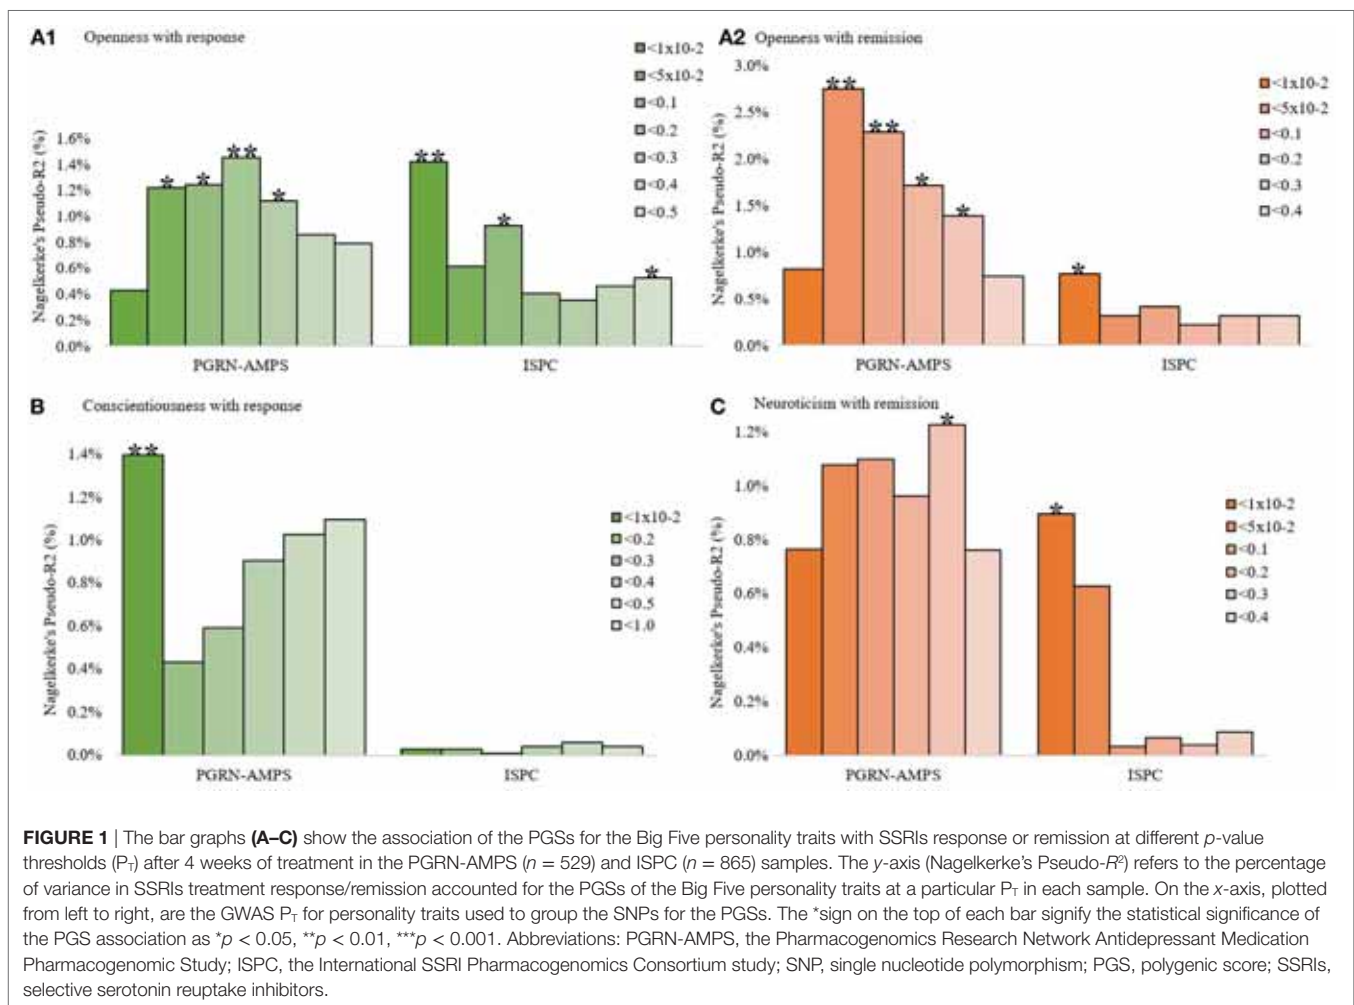 A1 Openness with response
<1x10-2
<5x10-2
<0.1
<0.2
<0.3
<0.4
<0.5
Nagelkerke's Pseudo-R2 (%)
1.6%
1.4%
1.2%
1.0%
0.8%
0.6%
0.4%
0.2%
0.0%
** * * ** *
** * *
PGRN-AMPS ISPC
A2 Openness with remission
<1x10-2
<5x10-2
<0.1
<0.2
<0.3
<0.4
Nagelkerke's Pseudo-R2 (%)
3.0%
2.5%
2.0%
1.5%
1.0%
0.5%
0.0%
** ** * *
*
PGRN-AMPS ISPC
B Conscientiousness with response
<1x10-2
<0.2
<0.3
<0.4
<0.5
<1.0
Nagelkerke's Pseudo-R2 (%)
1.4%
1.2%
1.0%
0.8%
0.6%
0.4%
0.2%
0.0%
**
PGRN-AMPS ISPC
C Neuroticism with remission
<1x10-2
<5x10-2
<0.1
<0.2
<0.3
<0.4
Nagelkerke's Pseudo-R2 (%)
1.2%
1.0%
0.8%
0.6%
0.4%
0.2%
0.0%
*
*
PGRN-AMPS ISPC
FIGURE 1 | The bar graphs (A–C) show the association of the PGSs for the Big Five personality traits with SSRIs response or remission at different p-value
thresholds (PT) after 4 weeks of treatment in the PGRN-AMPS (n = 529) and ISPC (n = 865) samples. The y-axis (Nagelkerke's Pseudo-R²) refers to the percentage
of variance in SSRIs treatment response/remission accounted for the PGSs of the Big Five personality traits at a particular PT in each sample. On the x-axis, plotted
from left to right, are the GWAS PT for personality traits used to group the SNPs for the PGSs. The *sign on the top of each bar signify the statistical significance of
the PGS association as *p < 0.05, **p < 0.01, ***p < 0.001. Abbreviations: PGRN-AMPS, the Pharmacogenomics Research Network Antidepressant Medication
Pharmacogenomic Study; ISPC, the International SSRI Pharmacogenomics Consortium study; SNP, single nucleotide polymorphism; PGS, polygenic score; SSRIs,
selective serotonin reuptake inhibitors.